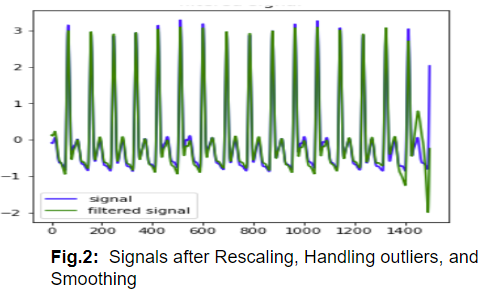 3
2
1
0
−1
−2
signal
filtered signal
0 200 400 600 800 1000 1200 1400
Fig.2: Signals after Rescaling, Handling outliers, and
Smoothing